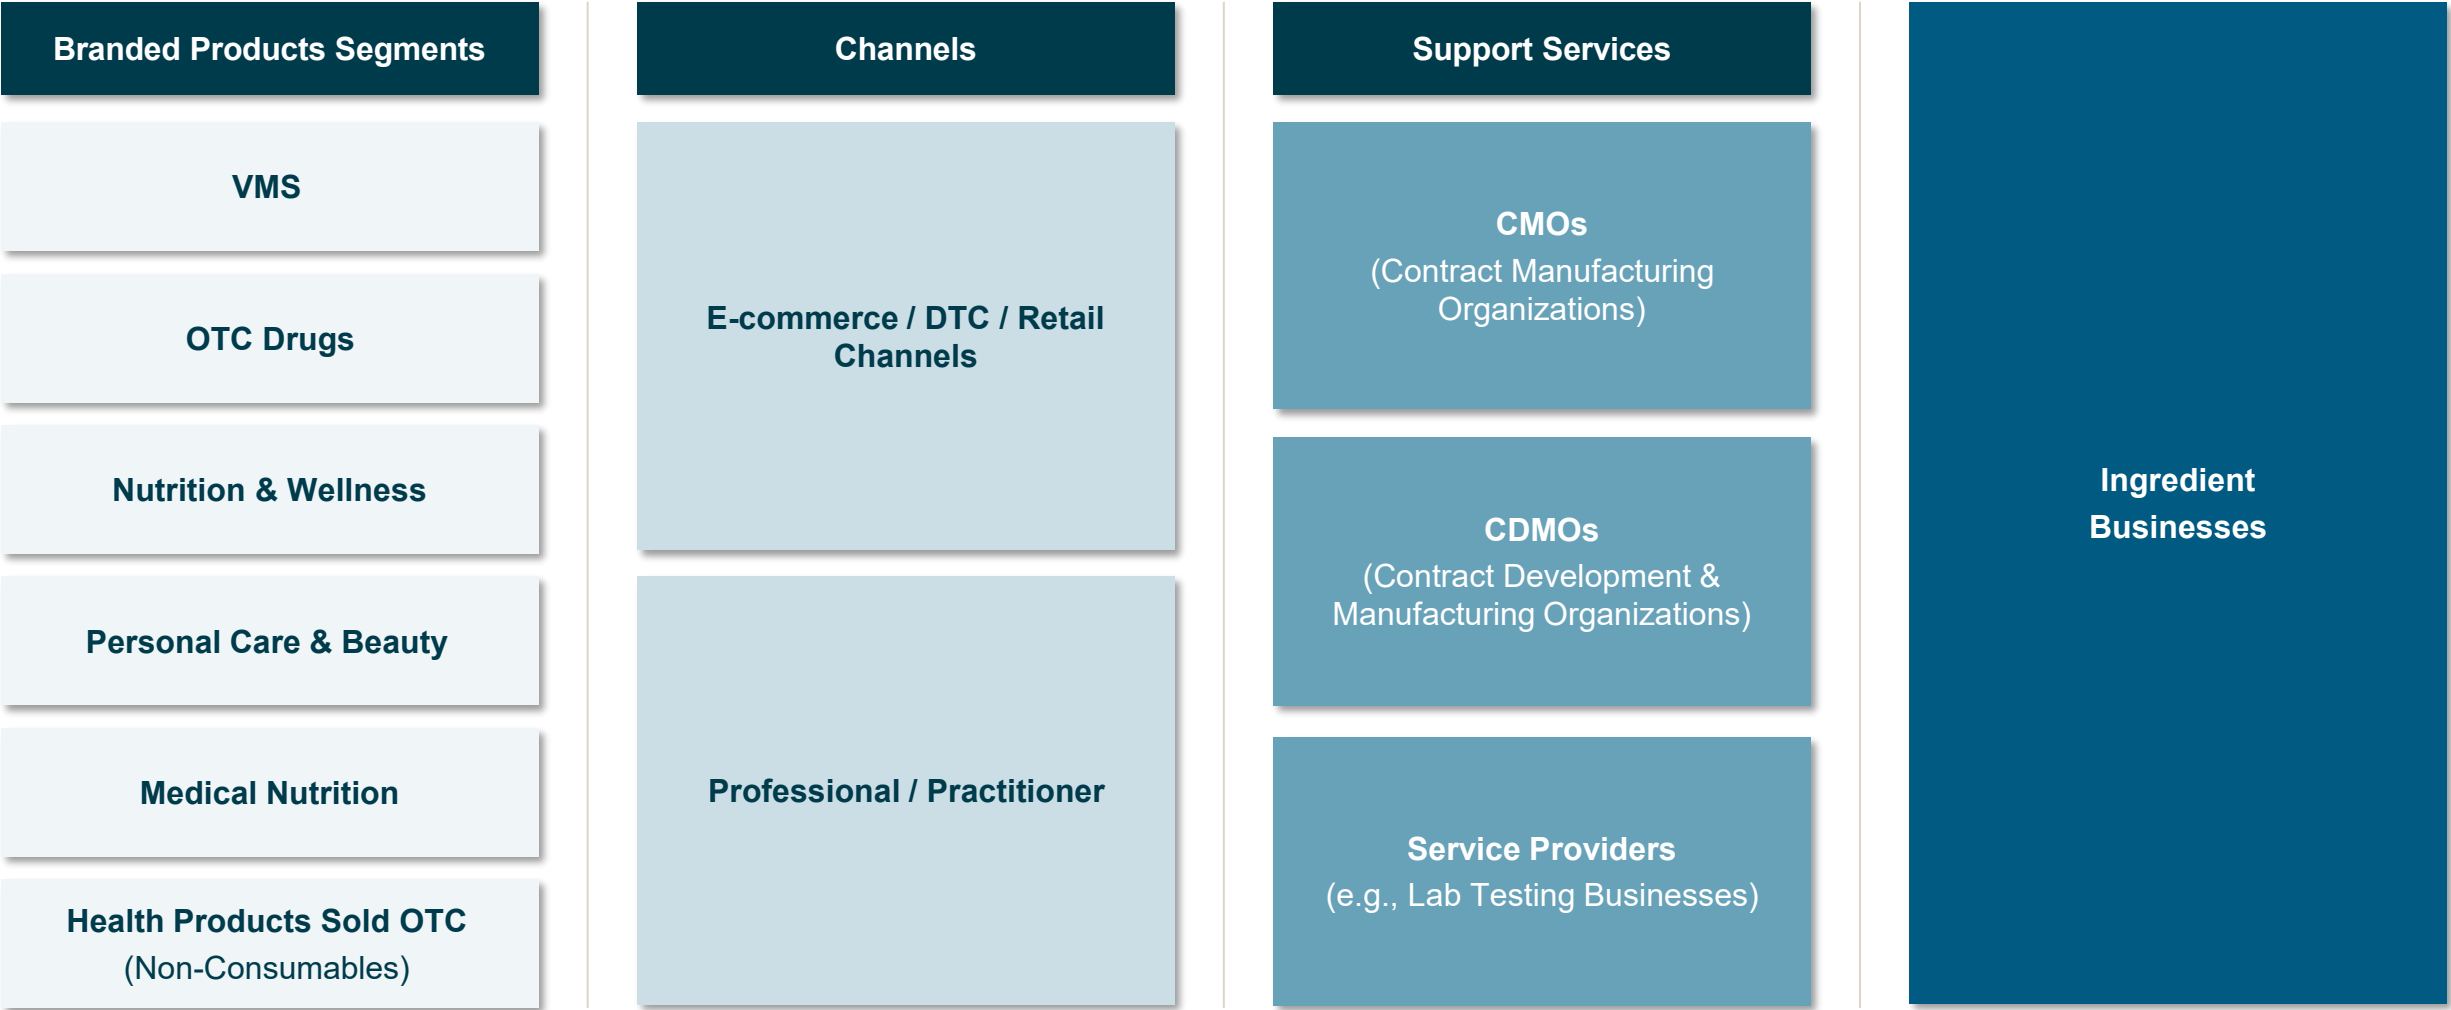 Branded Products Segments
VMS
OTC Drugs
Nutrition & Wellness
Personal Care & Beauty
Medical Nutrition
Health Products Sold OTC
(Non-Consumables)
Channels
E-commerce / DTC / Retail
Channels
Professional / Practitioner
Support Services
CMOs
(Contract Manufacturing
Organizations)
CDMOs
(Contract Development &
Manufacturing Organizations)
Service Providers
(e.g., Lab Testing Businesses)
Ingredient
Businesses